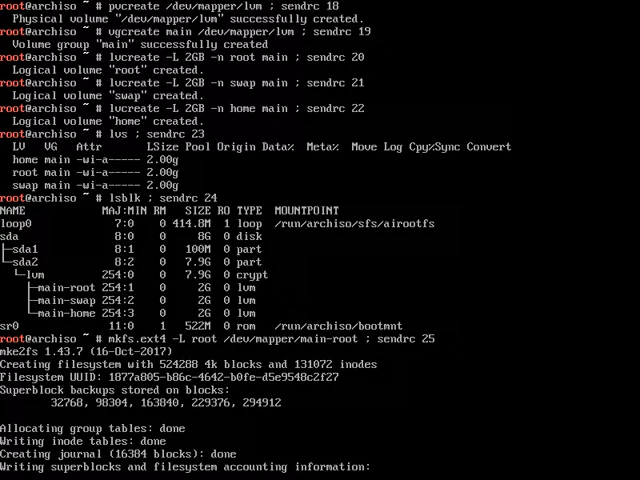 root@archiso ~ # pvcreate /dev/mapper/lvm ; sendrc 18
  Physical volume "/dev/mapper/lvm" successfully created.
root@archiso ~ # vgcreate main /dev/mapper/lvm ; sendrc 19
  Volume group "main" successfully created
root@archiso ~ # lvcreate -L 2GB -n root main ; sendrc 20
  Logical volume "root" created.
root@archiso ~ # lvcreate -L 2GB -n swap main ; sendrc 21
  Logical volume "swap" created.
root@archiso ~ # lvcreate -L 2GB -n home main ; sendrc 22
  Logical volume "home" created.
root@archiso ~ # lvs ; sendrc 23
  LV   VG   Attr       LSize Pool Origin Data%  Meta%  Move Log Cpy%Sync Convert
  home main -wi-a----- 2.00g
  root main -wi-a----- 2.00g
  swap main -wi-a----- 2.00g
root@archiso ~ # lsblk ; sendrc 24
NAME            MAJ:MIN RM   SIZE RO TYPE  MOUNTPOINT
loop0             7:0    0 414.8M  1 loop  /run/archiso/sfs/airootfs
sda               8:0    0     8G  0 disk
├─sda1            8:1    0   100M  0 part
└─sda2            8:2    0   7.9G  0 part
  └─lvm         254:0    0   7.9G  0 crypt
    ├─main-root 254:1    0     2G  0 lvm
    ├─main-swap 254:2    0     2G  0 lvm
    └─main-home 254:3    0     2G  0 lvm
sr0              11:0    1   522M  0 rom   /run/archiso/bootmnt
root@archiso ~ # mkfs.ext4 -L root /dev/mapper/main-root ; sendrc 25
mke2fs 1.43.7 (16-Oct-2017)
Creating filesystem with 524288 4k blocks and 131072 inodes
Filesystem UUID: 1877a805-b86c-4642-b0fe-d5e9548c2f27
Superblock backups stored on blocks:
        32768, 98304, 163840, 229376, 294912

Allocating group tables: done
Writing inode tables: done
Creating journal (16384 blocks): done
Writing superblocks and filesystem accounting information: